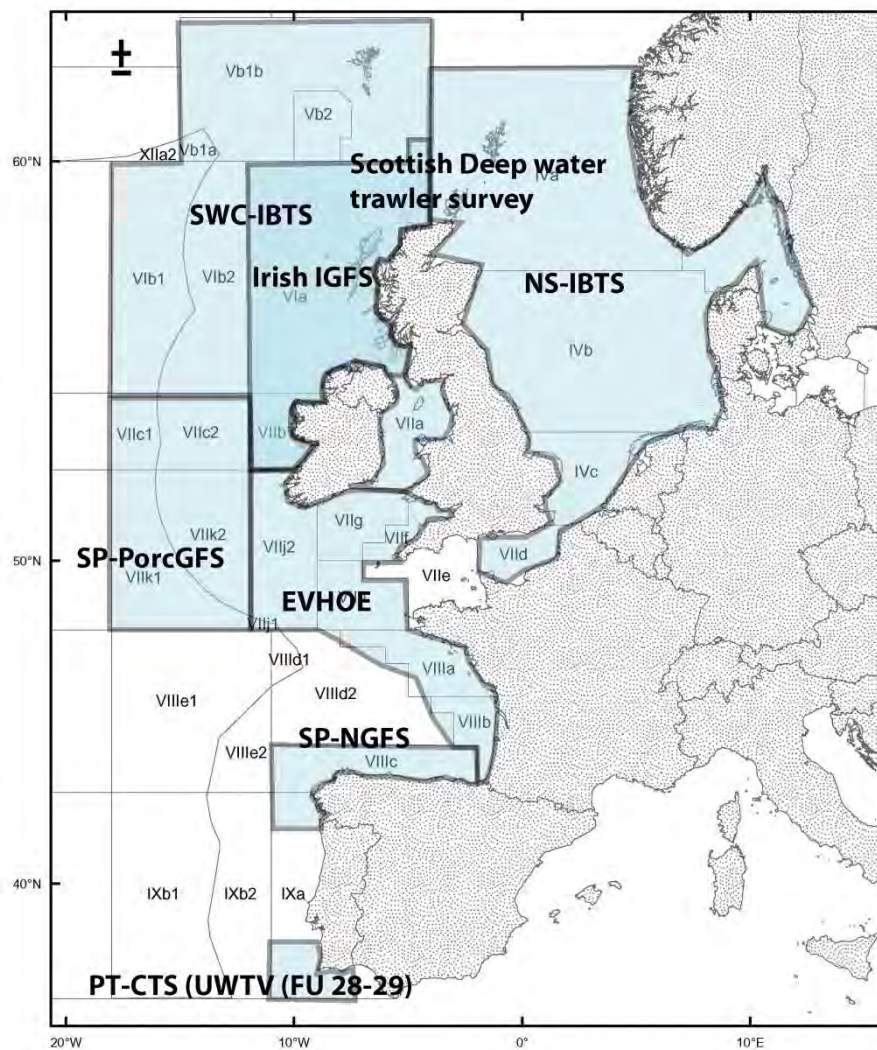 ±
Vb1b
Vb2
60°N
XIIa2
Vb1a
Scottish Deep water
IVa
trawler survey
SWC-IBTS
VIb1
VIb2
Irish IGFS
VIa
NS-IBTS
IVb
VIIc1
VIIc2
VIIb
VIIa
IVc
VIIg
VIIf
50°N
VIIk2
VIIj2
SP-PorcGFS
VIIk1
VIId
VIIe
EVHOE
VIIj1
VIIId1
VIIIa
VIIIe1
VIIId2
VIIIb
SP-NGFS
VIIIe2
VIIIc
40°N
IXb1
IXb2
IXa
PT-CTS (UWTV (FU 28-29)
20°W
10°W
0°
10°E